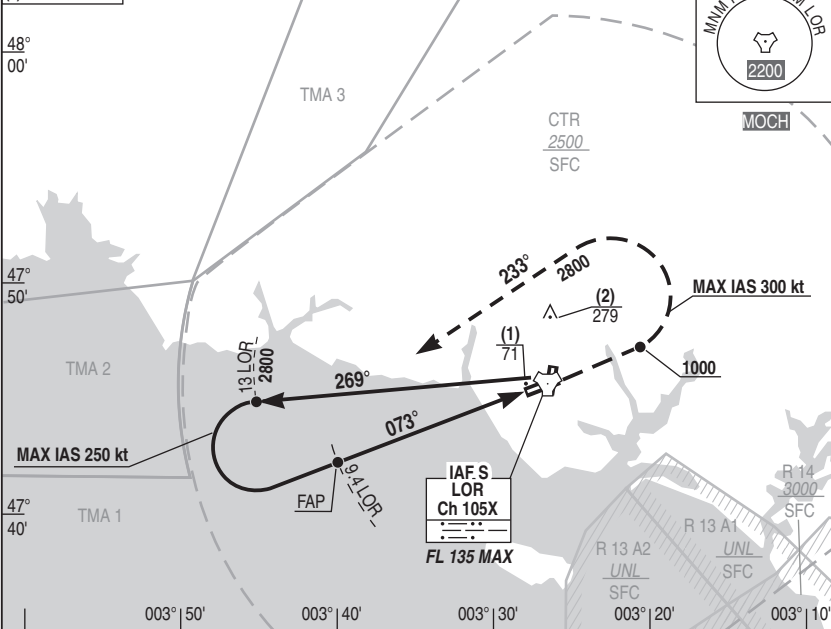 48°
00'
TMA 3
CTR
2500
SFC
LOR
2200
MOCH
47°
50'
233°
2800
MAX IAS 300 kt
(2)
279
(1)
71
1000
TMA 2
13 LOR
2800
269°
073°
MAX IAS 250 kt
FAP
9.4 LOR
IAF S
LOR
Ch 105X
FL 135 MAX
47°
40'
TMA 1
R 14
3000
SFC
R 13 A1
UNL
SFC
R 13 A2
UNL
SFC
003° 50'
003° 40'
003° 30'
003° 20'
003° 10'